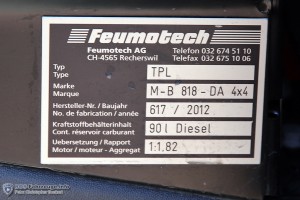 Feumotech
Feumotech AG Telefon 032 674 51 10
CH-4565 Recherswil Telefax 032 675 10 06
Typ
Type TPL
Marke
Marque M-B 818-DA 4x4
Hersteller-Nr./ Baujahr
No. de fabrication / année 617 / 2012
Kraftstoffbehälterinhalt
Cont. réservoir carburant 90l Diesel
Uebersetzung / Rapport
Motor / moteur - Aggregat 1:1.82